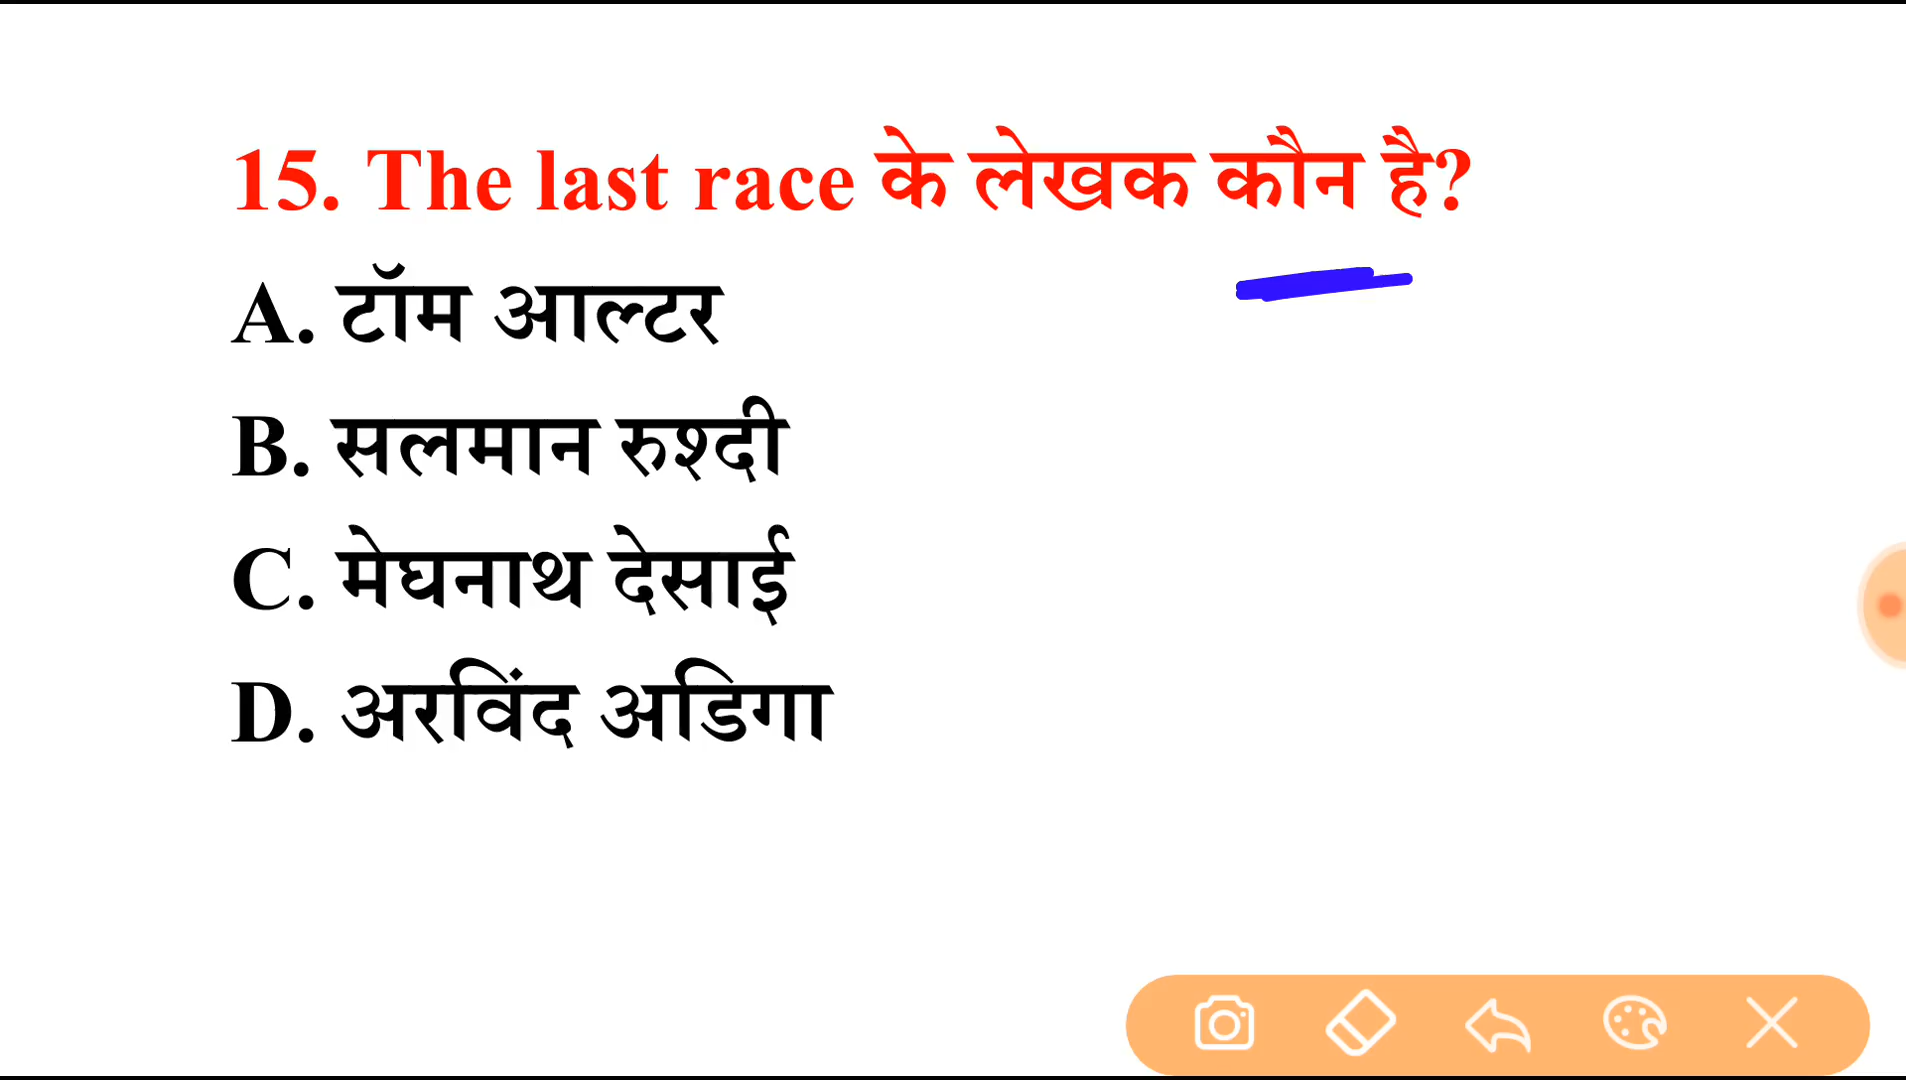 15. The last race के लेखक कौन है?
A. टॉम आल्टर
B. सलमान रुश्दी
C. मेघनाथ देसाई
D. अरविंद अडिगा